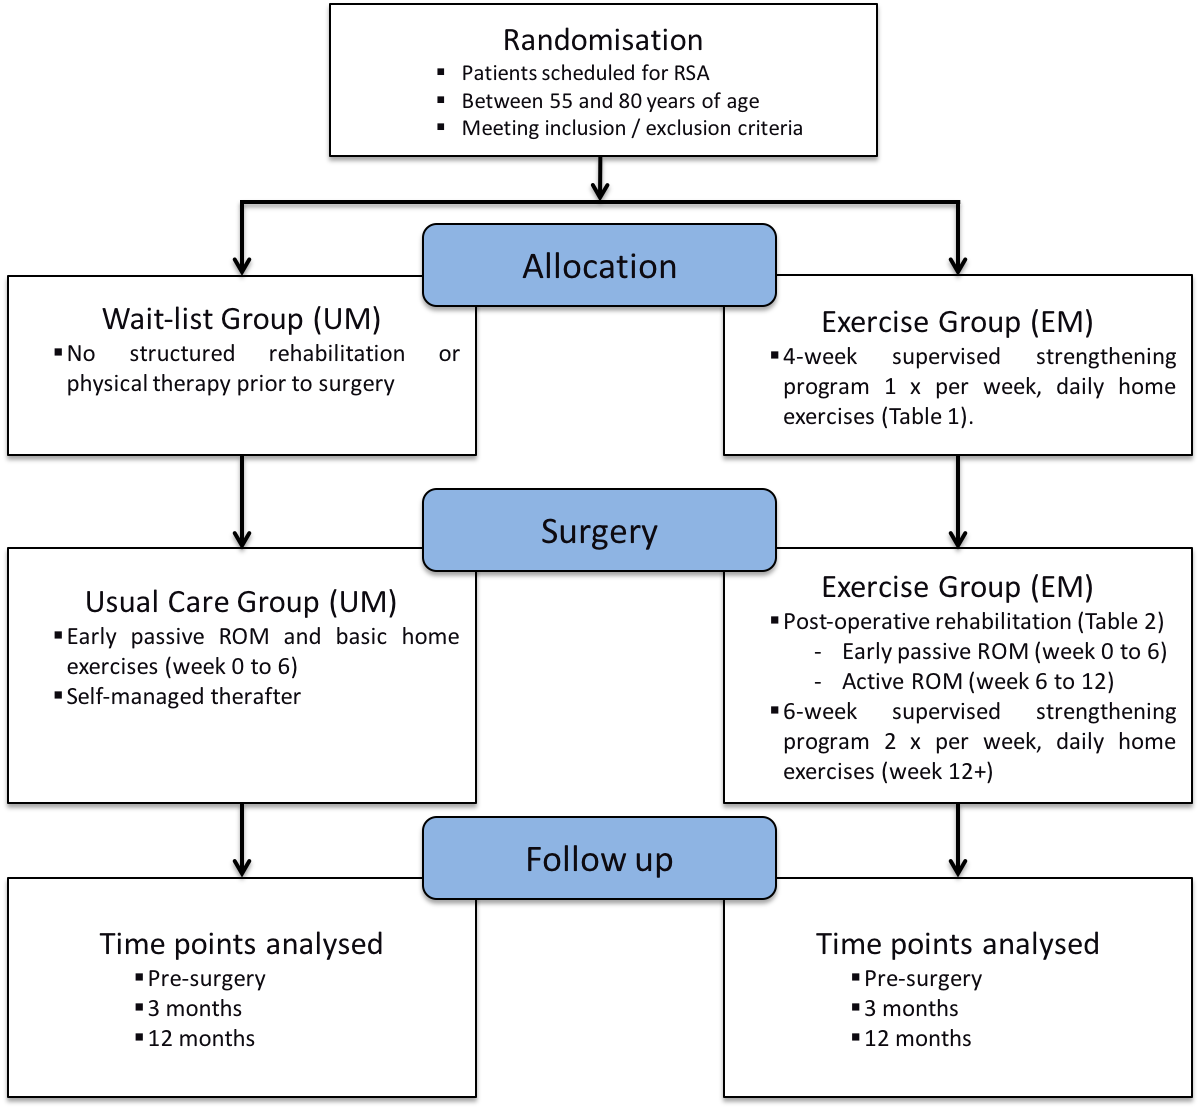 Randomisation
▪ Patients scheduled for RSA
▪ Between 55 and 80 years of age
▪ Meeting inclusion / exclusion criteria
Allocation
Wait-list Group (UM)
▪ No structured rehabilitation or
physical therapy prior to surgery
Exercise Group (EM)
▪ 4-week supervised strengthening
program 1 x per week, daily home
exercises (Table 1).
Surgery
Usual Care Group (UM)
▪ Early passive ROM and basic home
exercises (week 0 to 6)
▪ Self-managed therafter
Exercise Group (EM)
▪ Post-operative rehabilitation (Table 2)
- Early passive ROM (week 0 to 6)
- Active ROM (week 6 to 12)
▪ 6-week supervised strengthening
program 2 x per week, daily home
exercises (week 12+)
Follow up
Time points analysed
▪ Pre-surgery
▪ 3 months
▪ 12 months
Time points analysed
▪ Pre-surgery
▪ 3 months
▪ 12 months